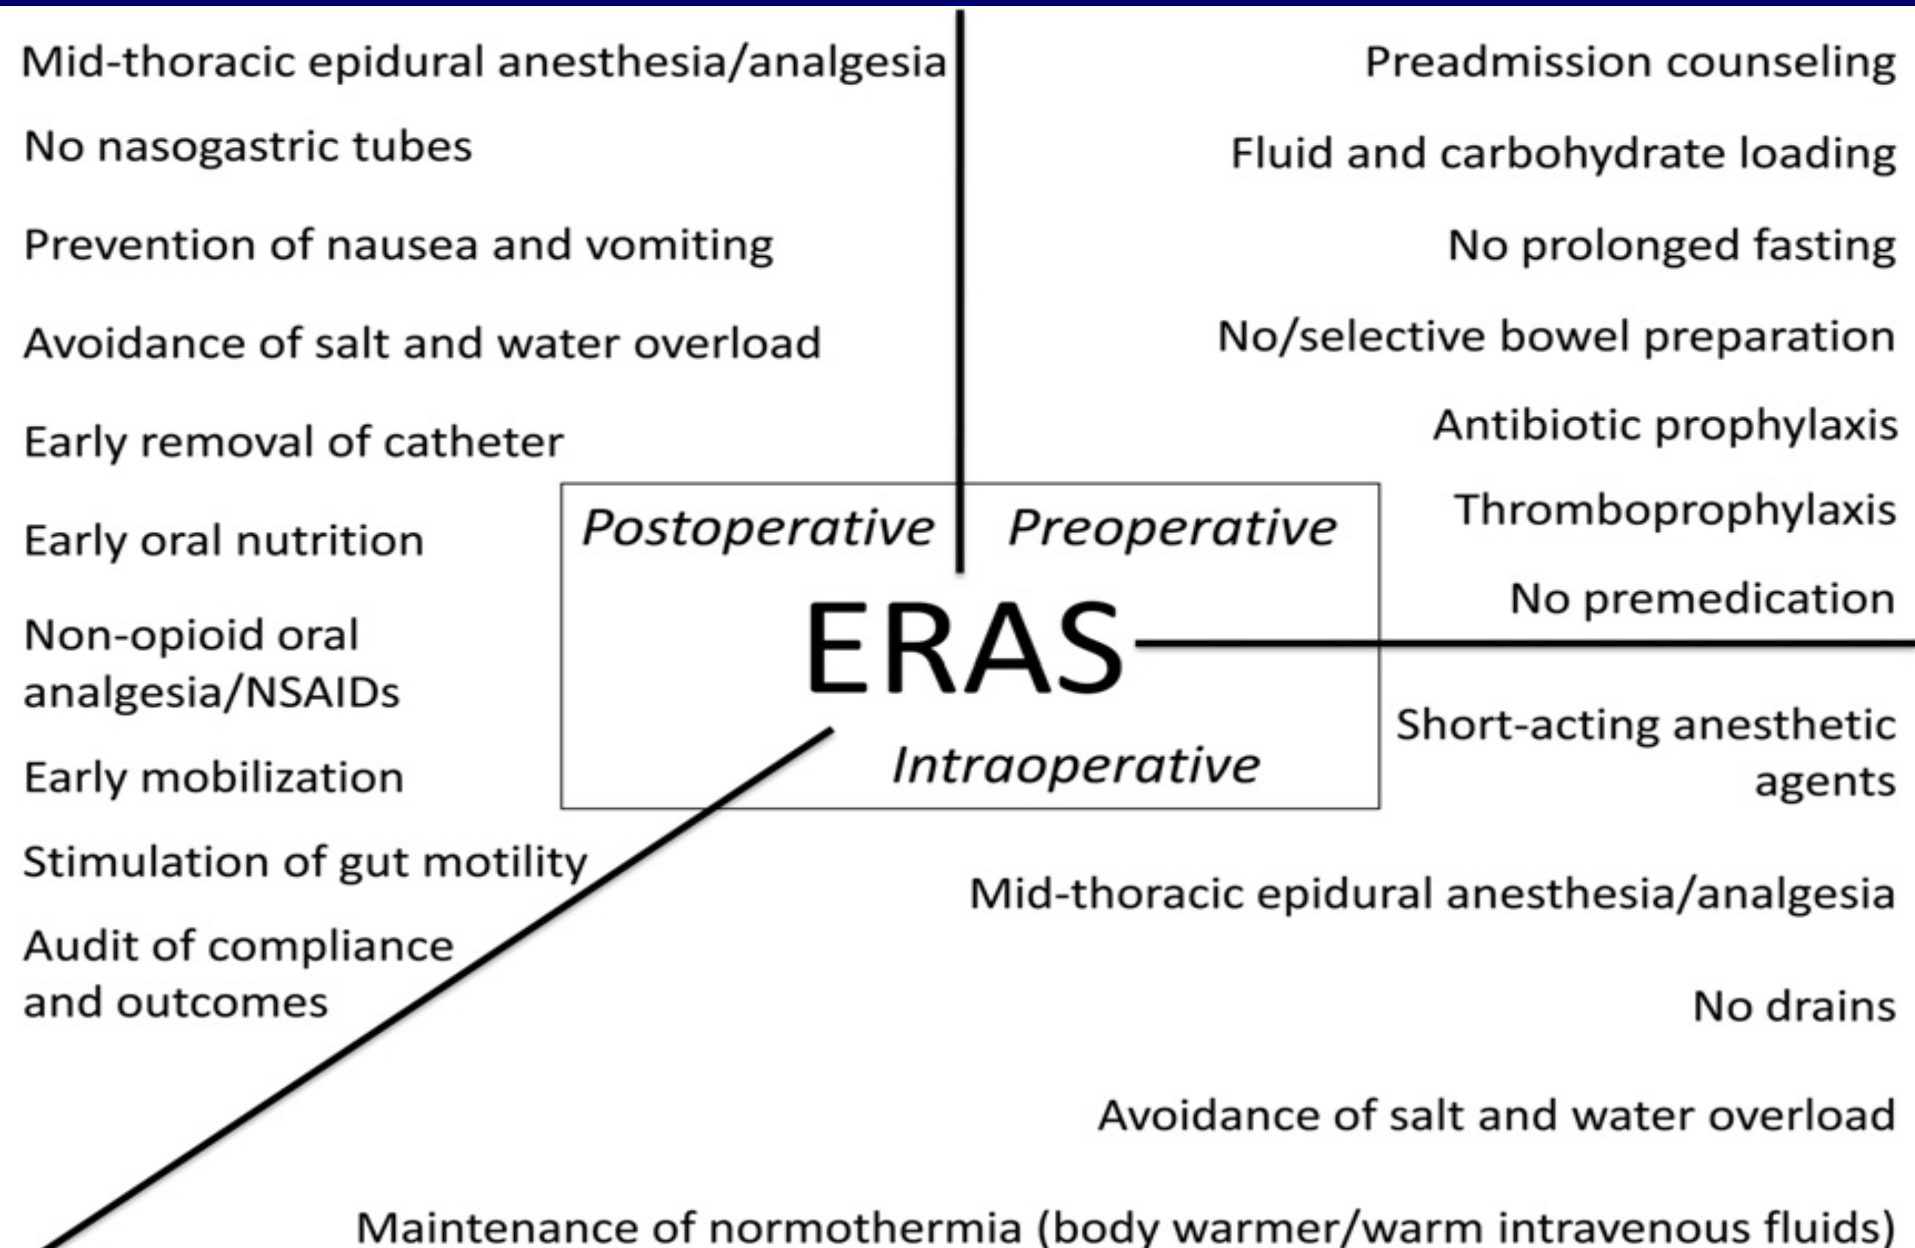 Mid-thoracic epidural anesthesia/analgesia
No nasogastric tubes
Prevention of nausea and vomiting
Avoidance of salt and water overload
Early removal of catheter
Early oral nutrition
Non-opioid oral
analgesia/NSAIDs
Early mobilization
Stimulation of gut motility
Audit of compliance
and outcomes
Postoperative
Preoperative
ERAS
Intraoperative
Preadmission counseling
Fluid and carbohydrate loading
No prolonged fasting
No/selective bowel preparation
Antibiotic prophylaxis
Thromboprophylaxis
No premedication
Short-acting anesthetic
agents
Mid-thoracic epidural anesthesia/analgesia
No drains
Avoidance of salt and water overload
Maintenance of normothermia (body warmer/warm intravenous fluids)